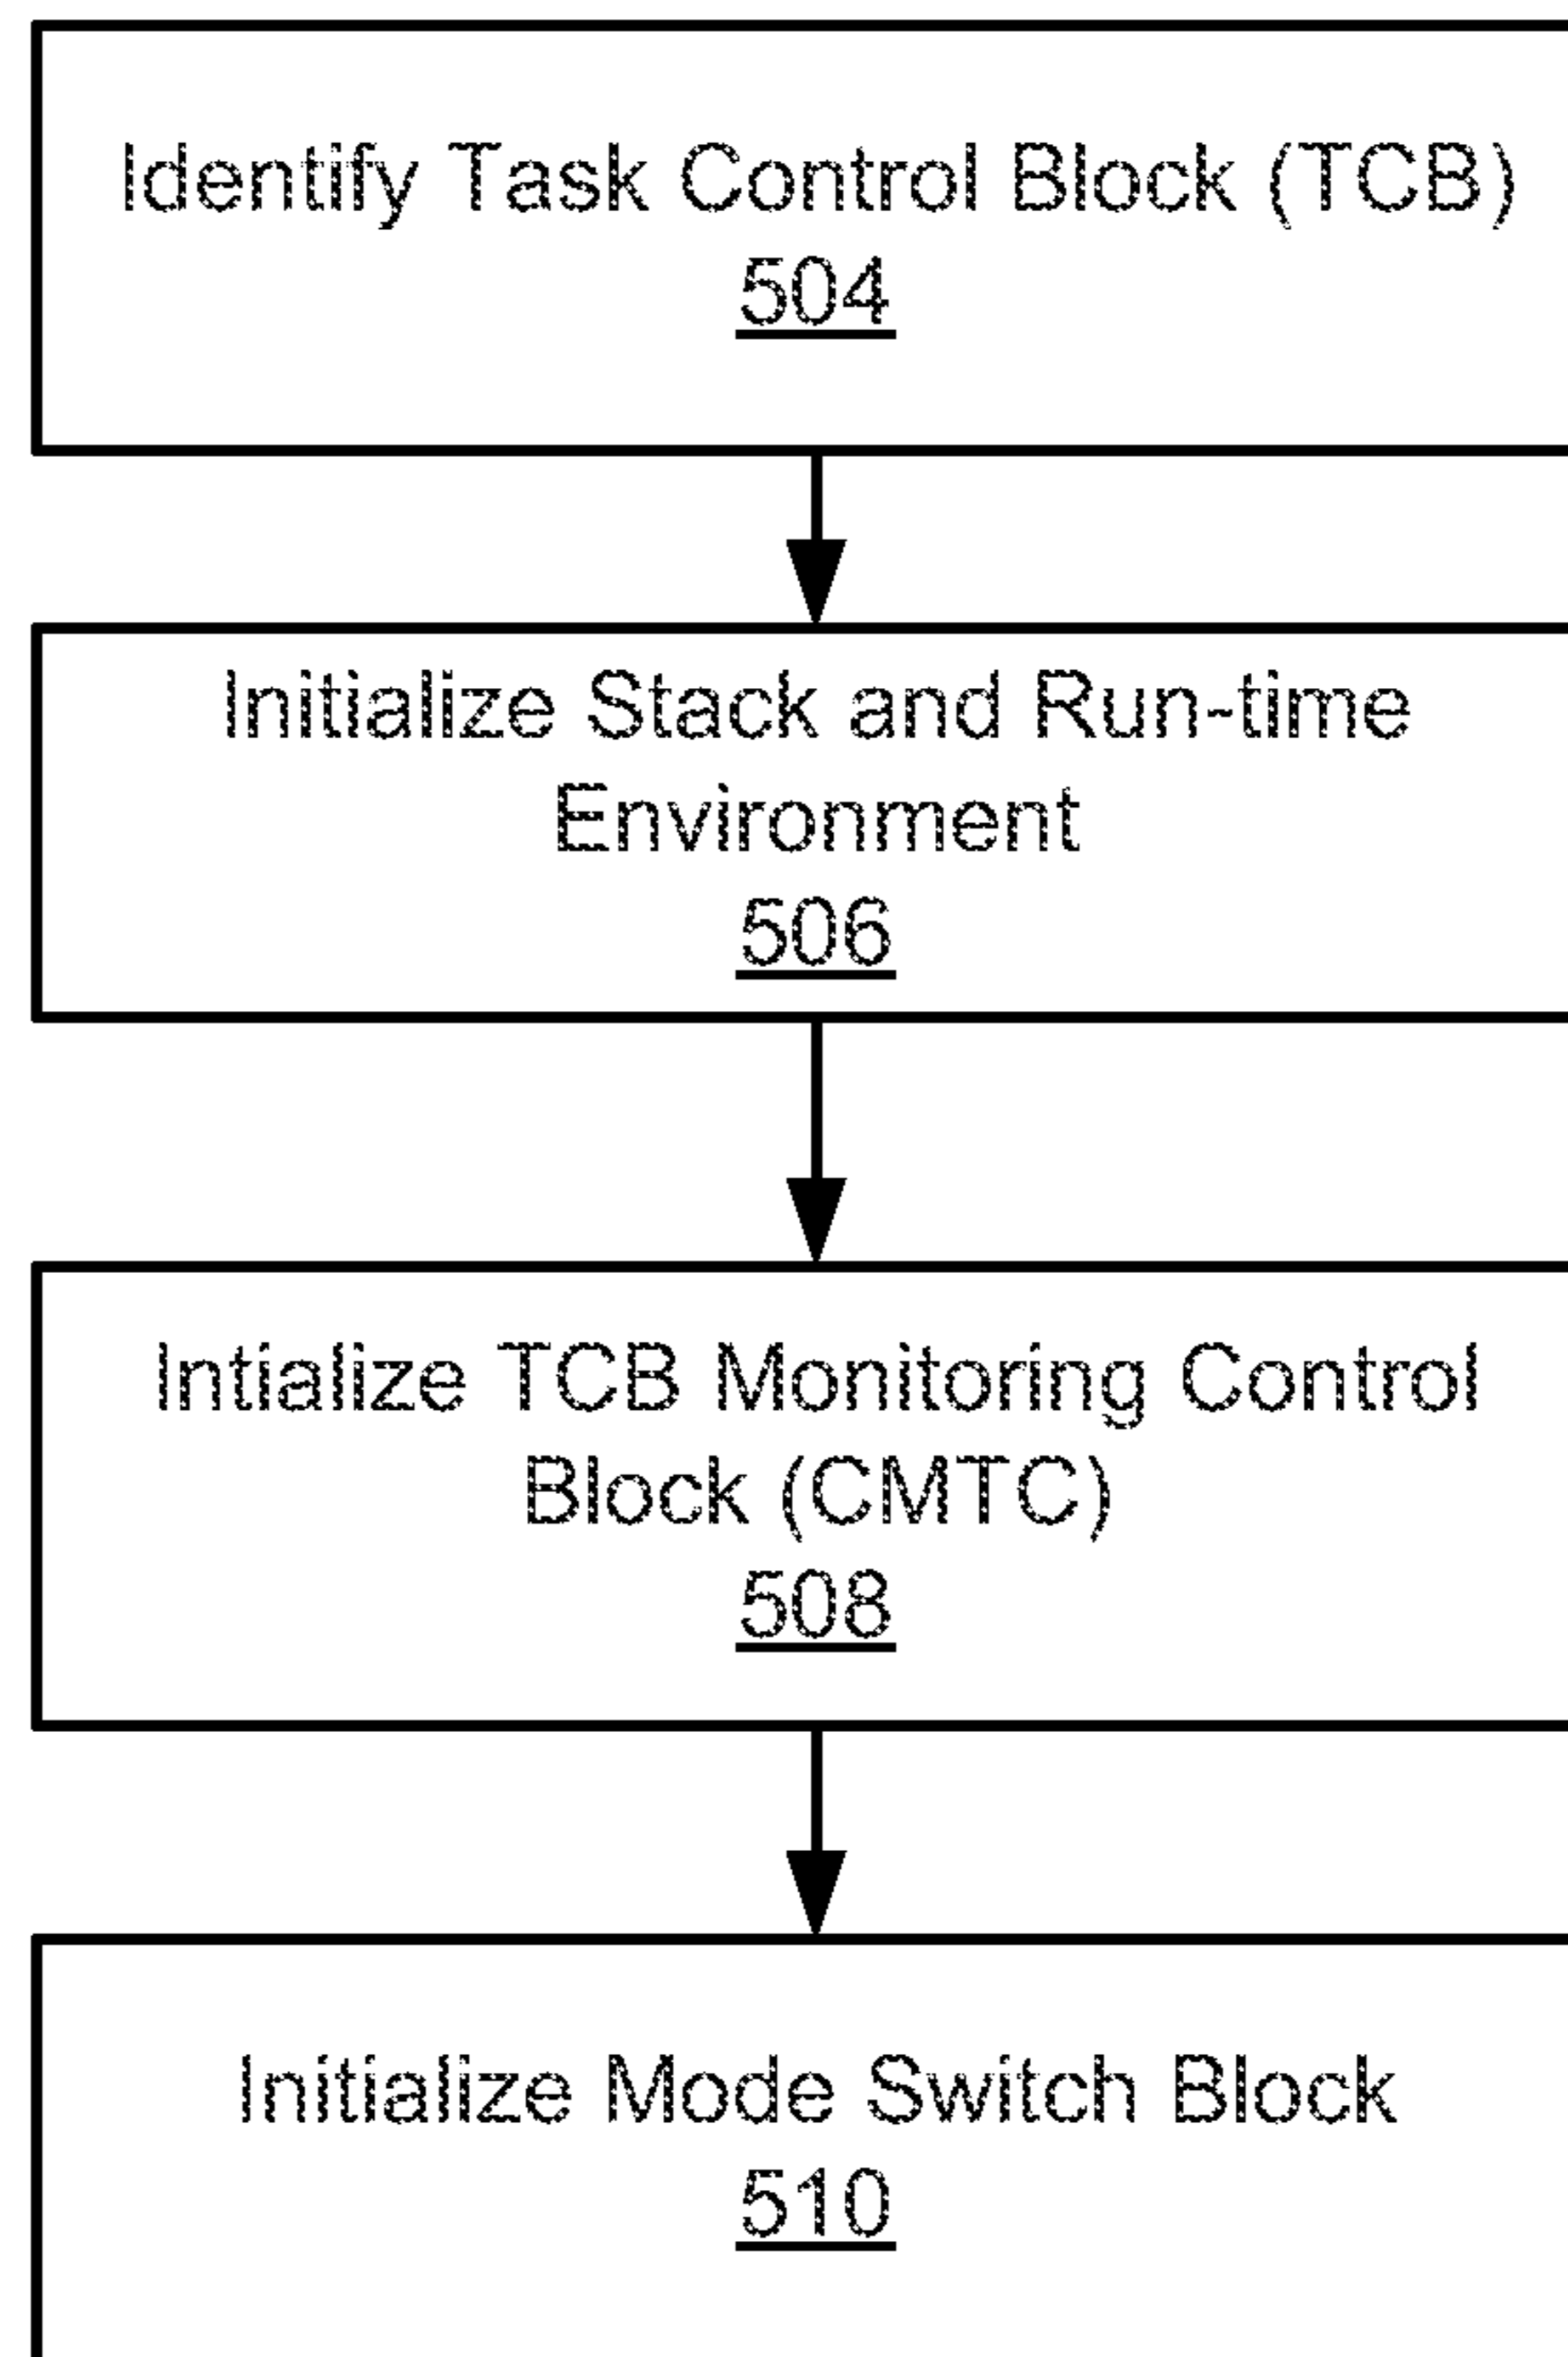 Identify Task Control Block (TCB)
504
Initialize Stack and Run-time
Environment
506
Intialize TCB Monitoring Control
Block (CMTC)
508
Initialize Mode Switch Block
510